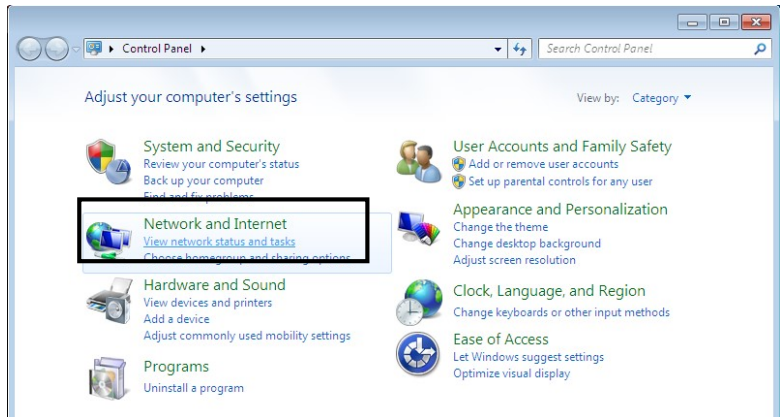 Control Panel
Search Control Panel
Adjust your computer's settings
View by: Category
System and Security
Review your computer's status
Back up your computer
Find and fix problems
Network and Internet
View network status and tasks
Choose homegroup and sharing options
Hardware and Sound
View devices and printers
Add a device
Adjust commonly used mobility settings
Programs
Uninstall a program
User Accounts and Family Safety
Add or remove user accounts
Set up parental controls for any user
Appearance and Personalization
Change the theme
Change desktop background
Adjust screen resolution
Clock, Language, and Region
Change keyboards or other input methods
Ease of Access
Let Windows suggest settings
Optimize visual display